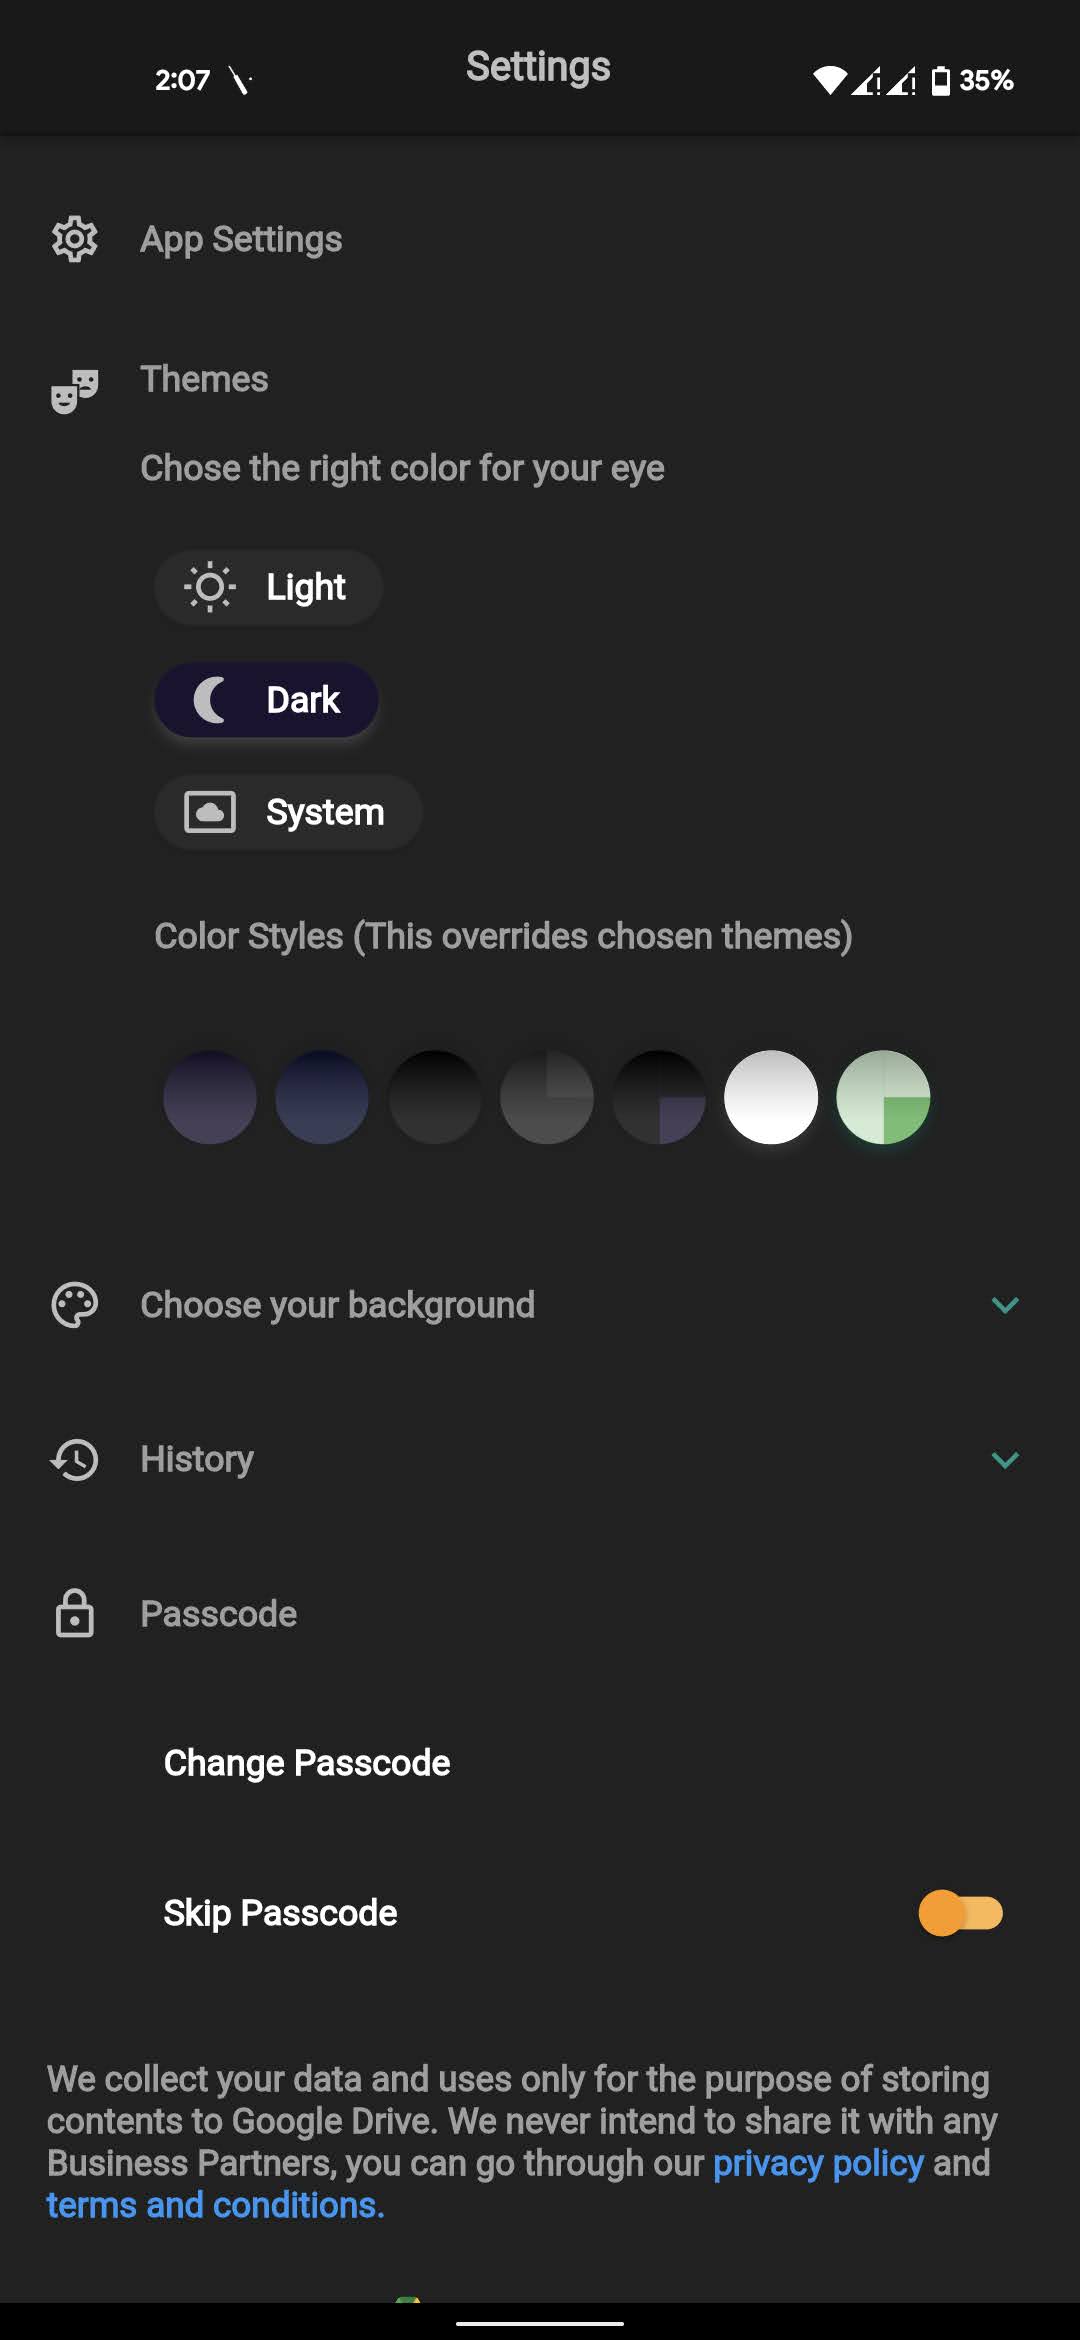 2:07
Settings
35%
App Settings
Themes
Chose the right color for your eye
Light
Dark
System
Color Styles (This overrides chosen themes)
Choose your background
History
Passcode
Change Passcode
Skip Passcode
We collect your data and uses only for the purpose of storing
contents to Google Drive. We never intend to share it with any
Business Partners, you can go through our privacy policy and
terms and conditions.